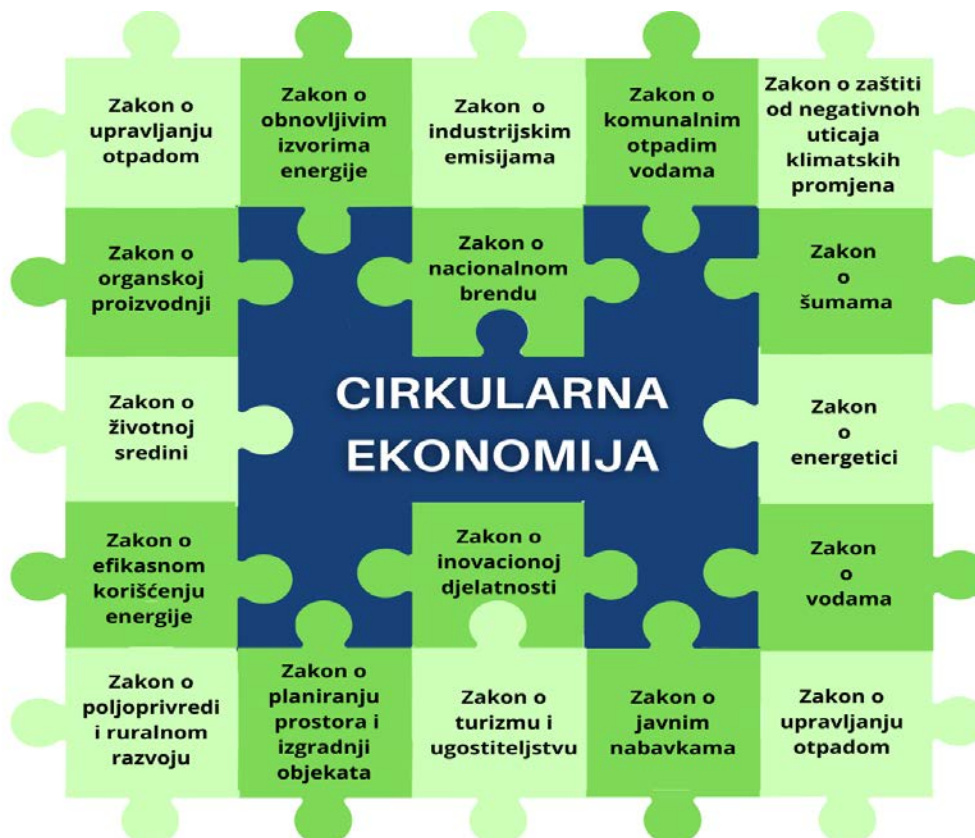 Zakon o
upravljanju
otpadom
Zakon o
obnovljivim
izvorima
energije
Zakon o
industrijskim
emisijama
Zakon o
komunalnim
otpadim
vodama
Zakon o zaštiti
od negativnoh
uticaja
klimatskih
promjena
Zakon o
organskoj
proizvodnji
Zakon o
nacionalnom
brendu
Zakon
o
šumama
Zakon o
životnoj
sredini
CIRKULARNA
EKONOMIJA
Zakon
o
energetici
Zakon o
efikasnom
korišćenju
energije
Zakon o
inovacionoj
djelatnosti
Zakon
o
vodama
Zakon o
poljoprivredi
i ruralnom
razvoju
Zakon o
planiranju
prostora i
izgradnji
objekata
Zakon o
turizmu i
ugostiteljstvu
Zakon o
javnim
nabavkama
Zakon o
upravljanju
otpadom